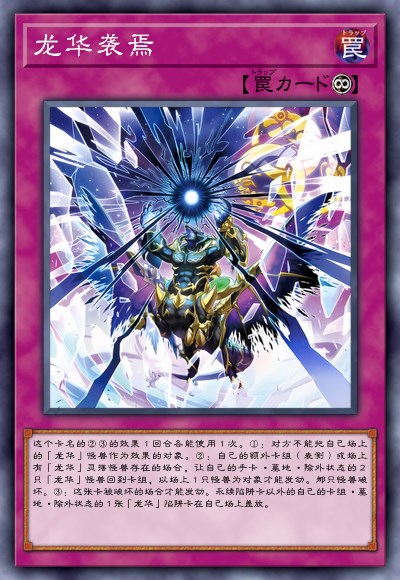 龙华袭焉
トラップ
罠
トラップ
【罠カード】
这个卡名的②③的效果1回合各能使用1次。①：对方不能把自己场上
的「龙华」怪兽作为效果的对象。②：自己的额外卡组（表侧）或场上
有「龙华」灵摆怪兽存在的场合，让自己的手卡·墓地·除外状态的2
只「龙华」怪兽回到卡组，以场上1只怪兽为对象才能发动。那只怪兽破
坏。③：这张卡被破坏的场合才能发动。永续陷阱卡以外的自己的卡组·墓
地·除外状态的1张「龙华」陷阱卡在自己场上盖放。